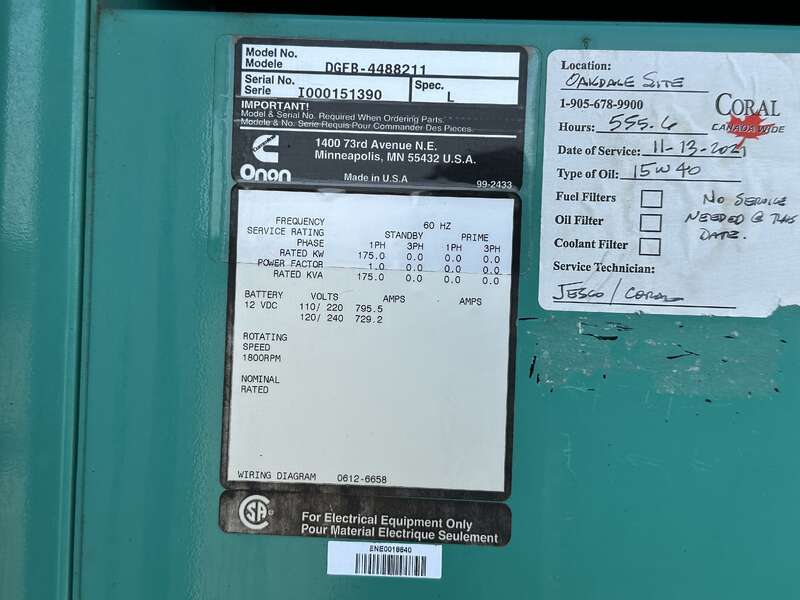 Model No.
Modele DGFB-4488211
Serial No.
Serie I000151390
Spec.
L
IMPORTANT!
Model & Serial No. Required When Ordering Parts.
Modele & No. Serie Requis Pour Commander Des Pieces.
Cummins
Onan
1400 73rd Avenue N.E.
Minneapolis, MN 55432 U.S.A.
Made in U.S.A
99-2433
FREQUENCY 60 HZ
SERVICE RATING STANDBY PRIME
PHASE 1PH 3PH 1PH 3PH
RATED KW 175.0 0.0 0.0 0.0
POWER FACTOR 1.0 0.0 0.0 0.0
RATED KVA 175.0 0.0 0.0 0.0
BATTERY VOLTS AMPS AMPS
12 VDC 110/ 220 795.5
120/ 240 729.2
ROTATING
SPEED
1800RPM
NOMINAL
RATED
WIRING DIAGRAM 0612-6658
CSA
For Electrical Equipment Only
Pour Material Electrique Seulement
ENE0018640
Location:
OAKDALE SITE
1-905-678-9900
CORAL
CANADA WIDE
Hours: 555.6
Date of Service: 11-13-2021
Type of Oil: 15W40
Fuel Filters
Oil Filter
Coolant Filter
NO SERVICE
NEEDED @ THIS
DATE.
Service Technician:
JESCO / CORAL